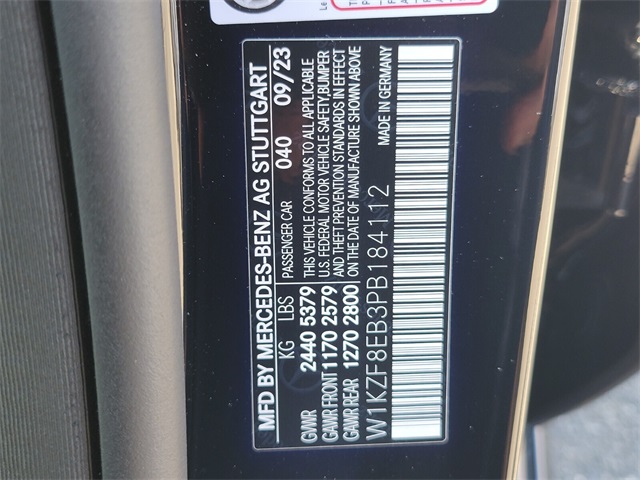 MFD BY MERCEDES-BENZ AG STUTTGART
KG LBS PASSENGER CAR 040 09/23
GVWR 2440 5379 THIS VEHICLE CONFORMS TO ALL APPLICABLE
U.S. FEDERAL MOTOR VEHICLE SAFETY, BUMPER
GAWR FRONT 1170 2579 AND THEFT PREVENTION STANDARDS IN EFFECT
GAWR REAR 1270 2800 ON THE DATE OF MANUFACTURE SHOWN ABOVE
W1KZF8EB3PB184112 MADE IN GERMANY